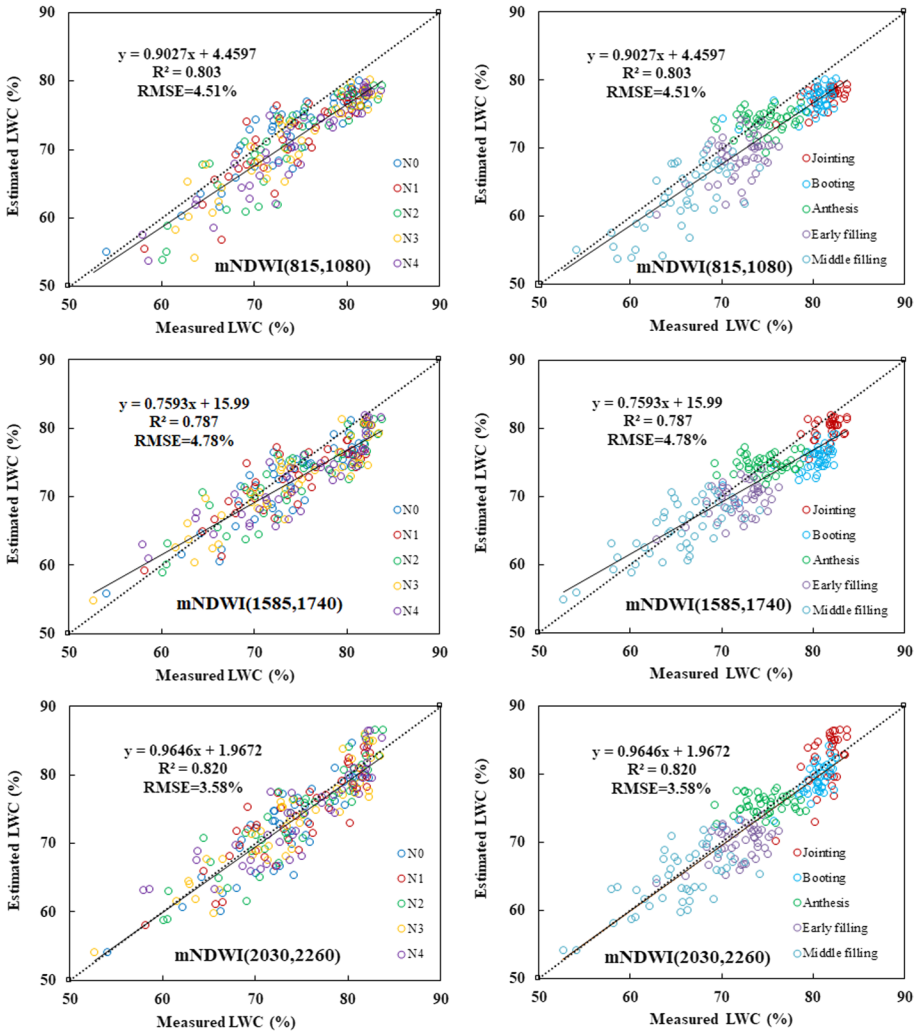 90
80
70
60
50
Estimated LWC (%)
y = 0.9027x + 4.4597
R² = 0.803
RMSE=4.51%
N0
N1
N2
N3
N4
mNDWI(815,1080)
50 60 70 80 90
Measured LWC (%)
90
80
70
60
50
Estimated LWC (%)
y = 0.9027x + 4.4597
R² = 0.803
RMSE=4.51%
Jointing
Booting
Anthesis
Early filling
Middle filling
mNDWI(815,1080)
50 60 70 80 90
Measured LWC (%)
90
80
70
60
50
Estimated LWC (%)
y = 0.7593x + 15.99
R² = 0.787
RMSE=4.78%
N0
N1
N2
N3
N4
mNDWI(1585,1740)
50 60 70 80 90
Measured LWC (%)
90
80
70
60
50
Estimated LWC (%)
y = 0.7593x + 15.99
R² = 0.787
RMSE=4.78%
Jointing
Booting
Anthesis
Early filling
Middle filling
mNDWI(1585,1740)
50 60 70 80 90
Measured LWC (%)
90
80
70
60
50
Estimated LWC (%)
y = 0.9646x + 1.9672
R² = 0.820
RMSE=3.58%
N0
N1
N2
N3
N4
mNDWI(2030,2260)
50 60 70 80 90
Measured LWC (%)
90
80
70
60
50
Estimated LWC (%)
y = 0.9646x + 1.9672
R² = 0.820
RMSE=3.58%
Jointing
Booting
Anthesis
Early filling
Middle filling
mNDWI(2030,2260)
50 60 70 80 90
Measured LWC (%)